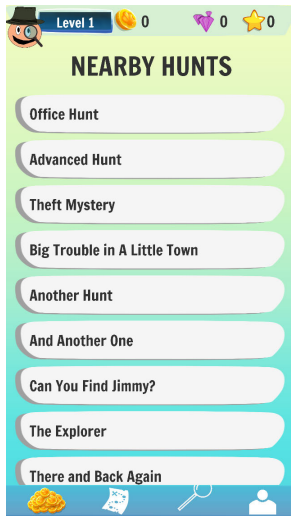 Level 1
0
0
0
NEARBY HUNTS
Office Hunt
Advanced Hunt
Theft Mystery
Big Trouble in A Little Town
Another Hunt
And Another One
Can You Find Jimmy?
The Explorer
There and Back Again